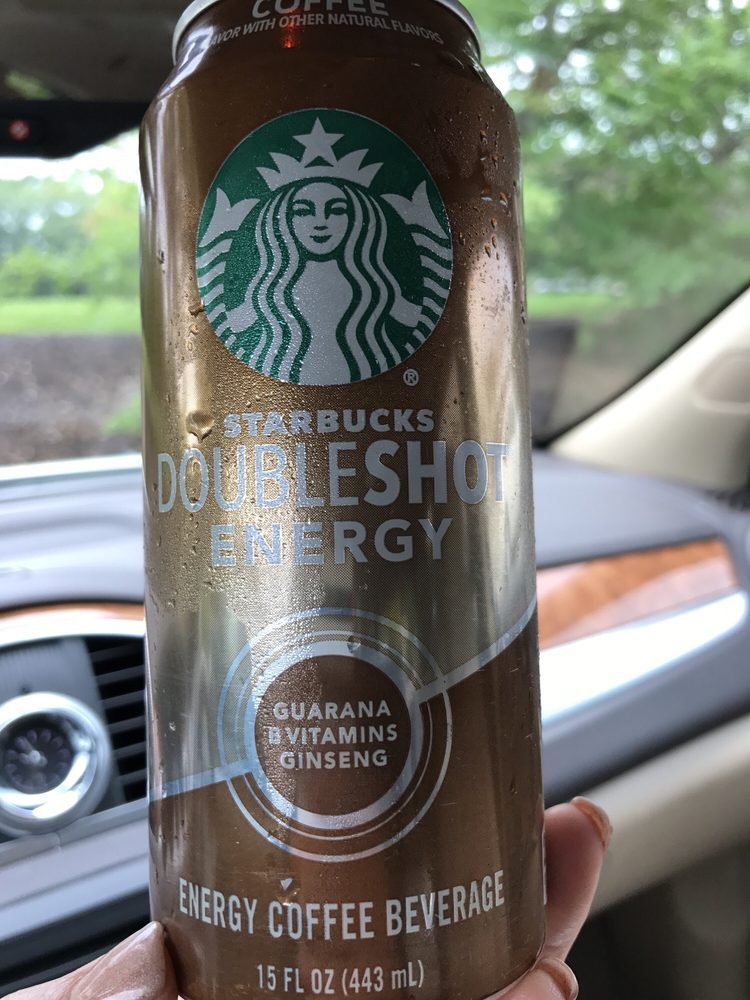 COFFEE
FLAVOR WITH OTHER NATURAL FLAVORS
®
STARBUCKS
DOUBLESHOT
ENERGY
GUARANA
B VITAMINS
GINSENG
ENERGY COFFEE BEVERAGE
15 FL OZ (443 mL)